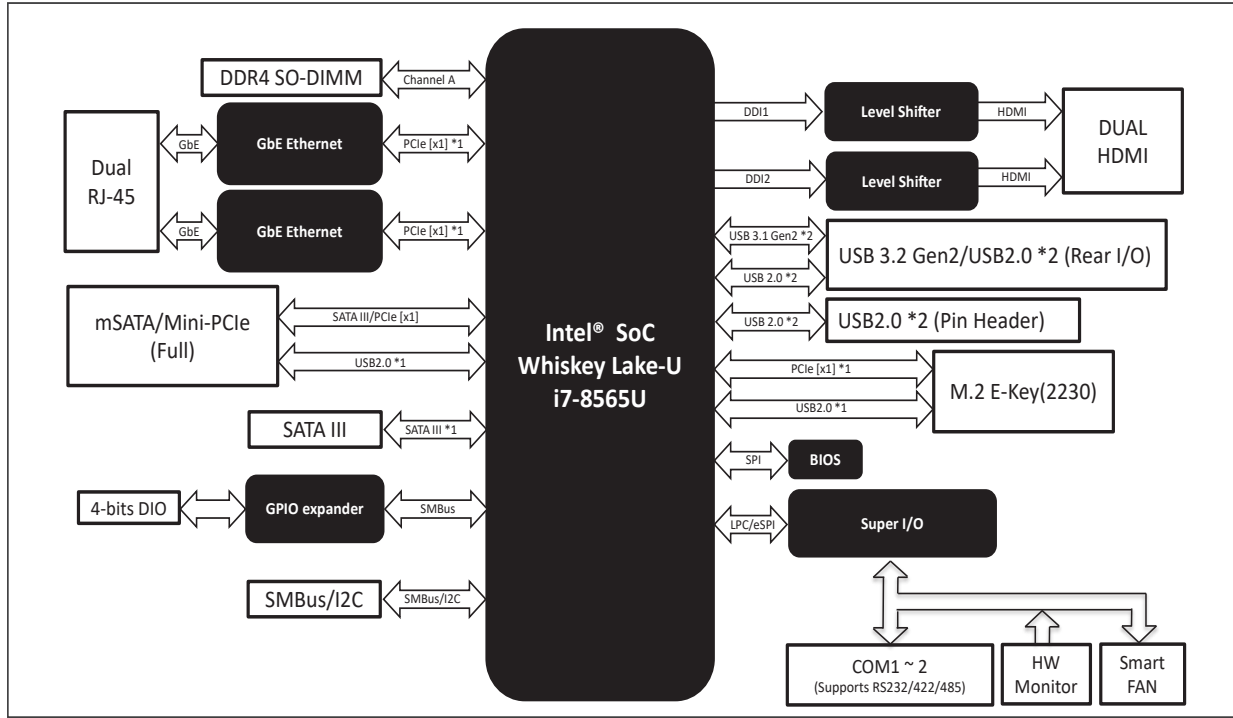 DDR4 SO-DIMM
Channel A
Dual
RJ-45
GbE
GbE Ethernet
PCIe [x1] *1
GbE
GbE Ethernet
PCIe [x1] *1
mSATA/Mini-PCIe
(Full)
SATA III/PCIe [x1]
USB2.0 *1
SATA III
SATA III *1
4-bits DIO
GPIO expander
SMBus
SMBus/I2C
SMBus/I2C
Intel® SoC
Whiskey Lake-U
i7-8565U
DDI1
Level Shifter
HDMI
DUAL
HDMI
DDI2
Level Shifter
HDMI
USB 3.1 Gen2 *2
USB 3.2 Gen2/USB2.0 *2 (Rear I/O)
USB 2.0 *2
USB 2.0 *2
USB2.0 *2 (Pin Header)
PCIe [x1] *1
M.2 E-Key(2230)
USB2.0 *1
SPI
BIOS
LPC/eSPI
Super I/O
COM1 ~ 2
(Supports RS232/422/485)
HW
Monitor
Smart
FAN